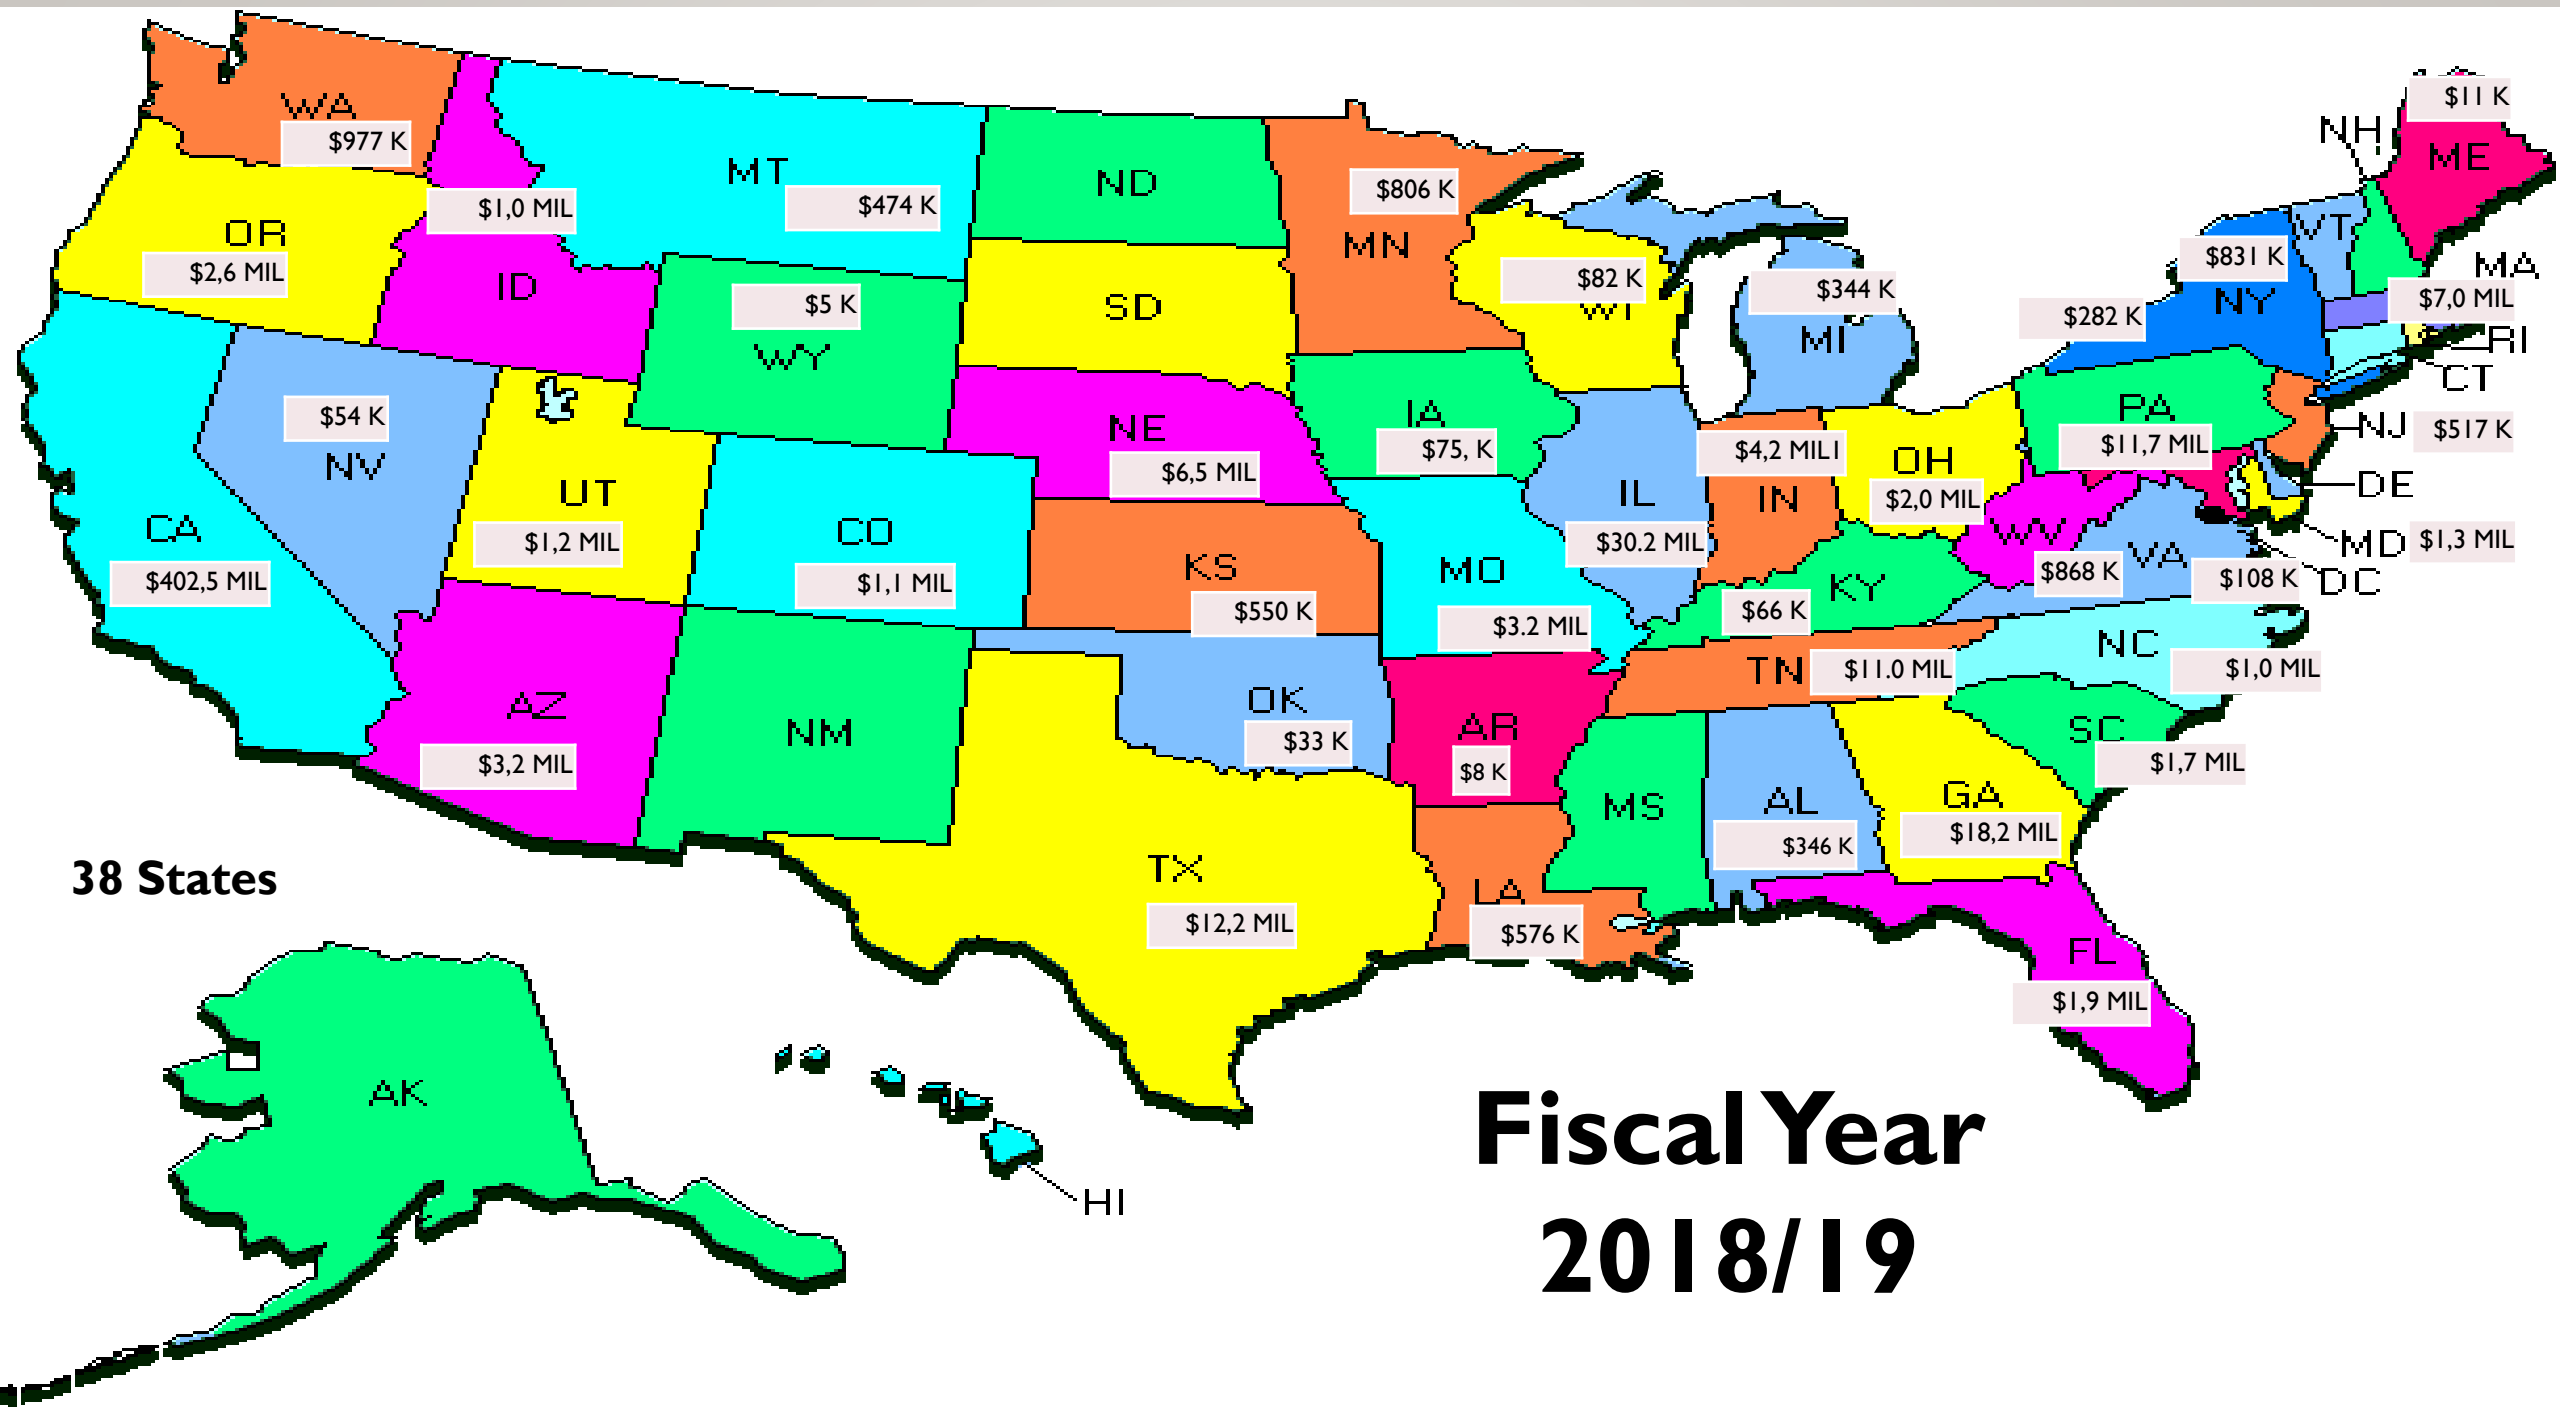 WA
$977 K
MT
$474 K
ND
$806 K
MN
$11 K
NH
ME
OR
$2,6 MIL
$1,0 MIL
ID
$5 K
WY
SD
$82 K
WI
$344 K
MI
VT
$831 K
NY
$282 K
MA
$7,0 MIL
RI
CT
$54 K
NV
UT
$1,2 MIL
NE
$6,5 MIL
IA
$75, K
IL
$30.2 MIL
$4,2 MILI
IN
OH
$2,0 MIL
PA
$11,7 MIL
NJ
$517 K
DE
MD
$1,3 MIL
DC
CA
$402,5 MIL
CO
$1,1 MIL
KS
$550 K
MO
$3.2 MIL
KY
$66 K
WV
$868 K
VA
$108 K
AZ
$3,2 MIL
NM
OK
$33 K
AR
$8 K
TN
$11.0 MIL
NC
$1,0 MIL
SC
$1,7 MIL
MS
AL
$346 K
GA
$18,2 MIL
TX
$12,2 MIL
LA
$576 K
FL
$1,9 MIL
38 States
AK
HI
Fiscal Year
2018/19